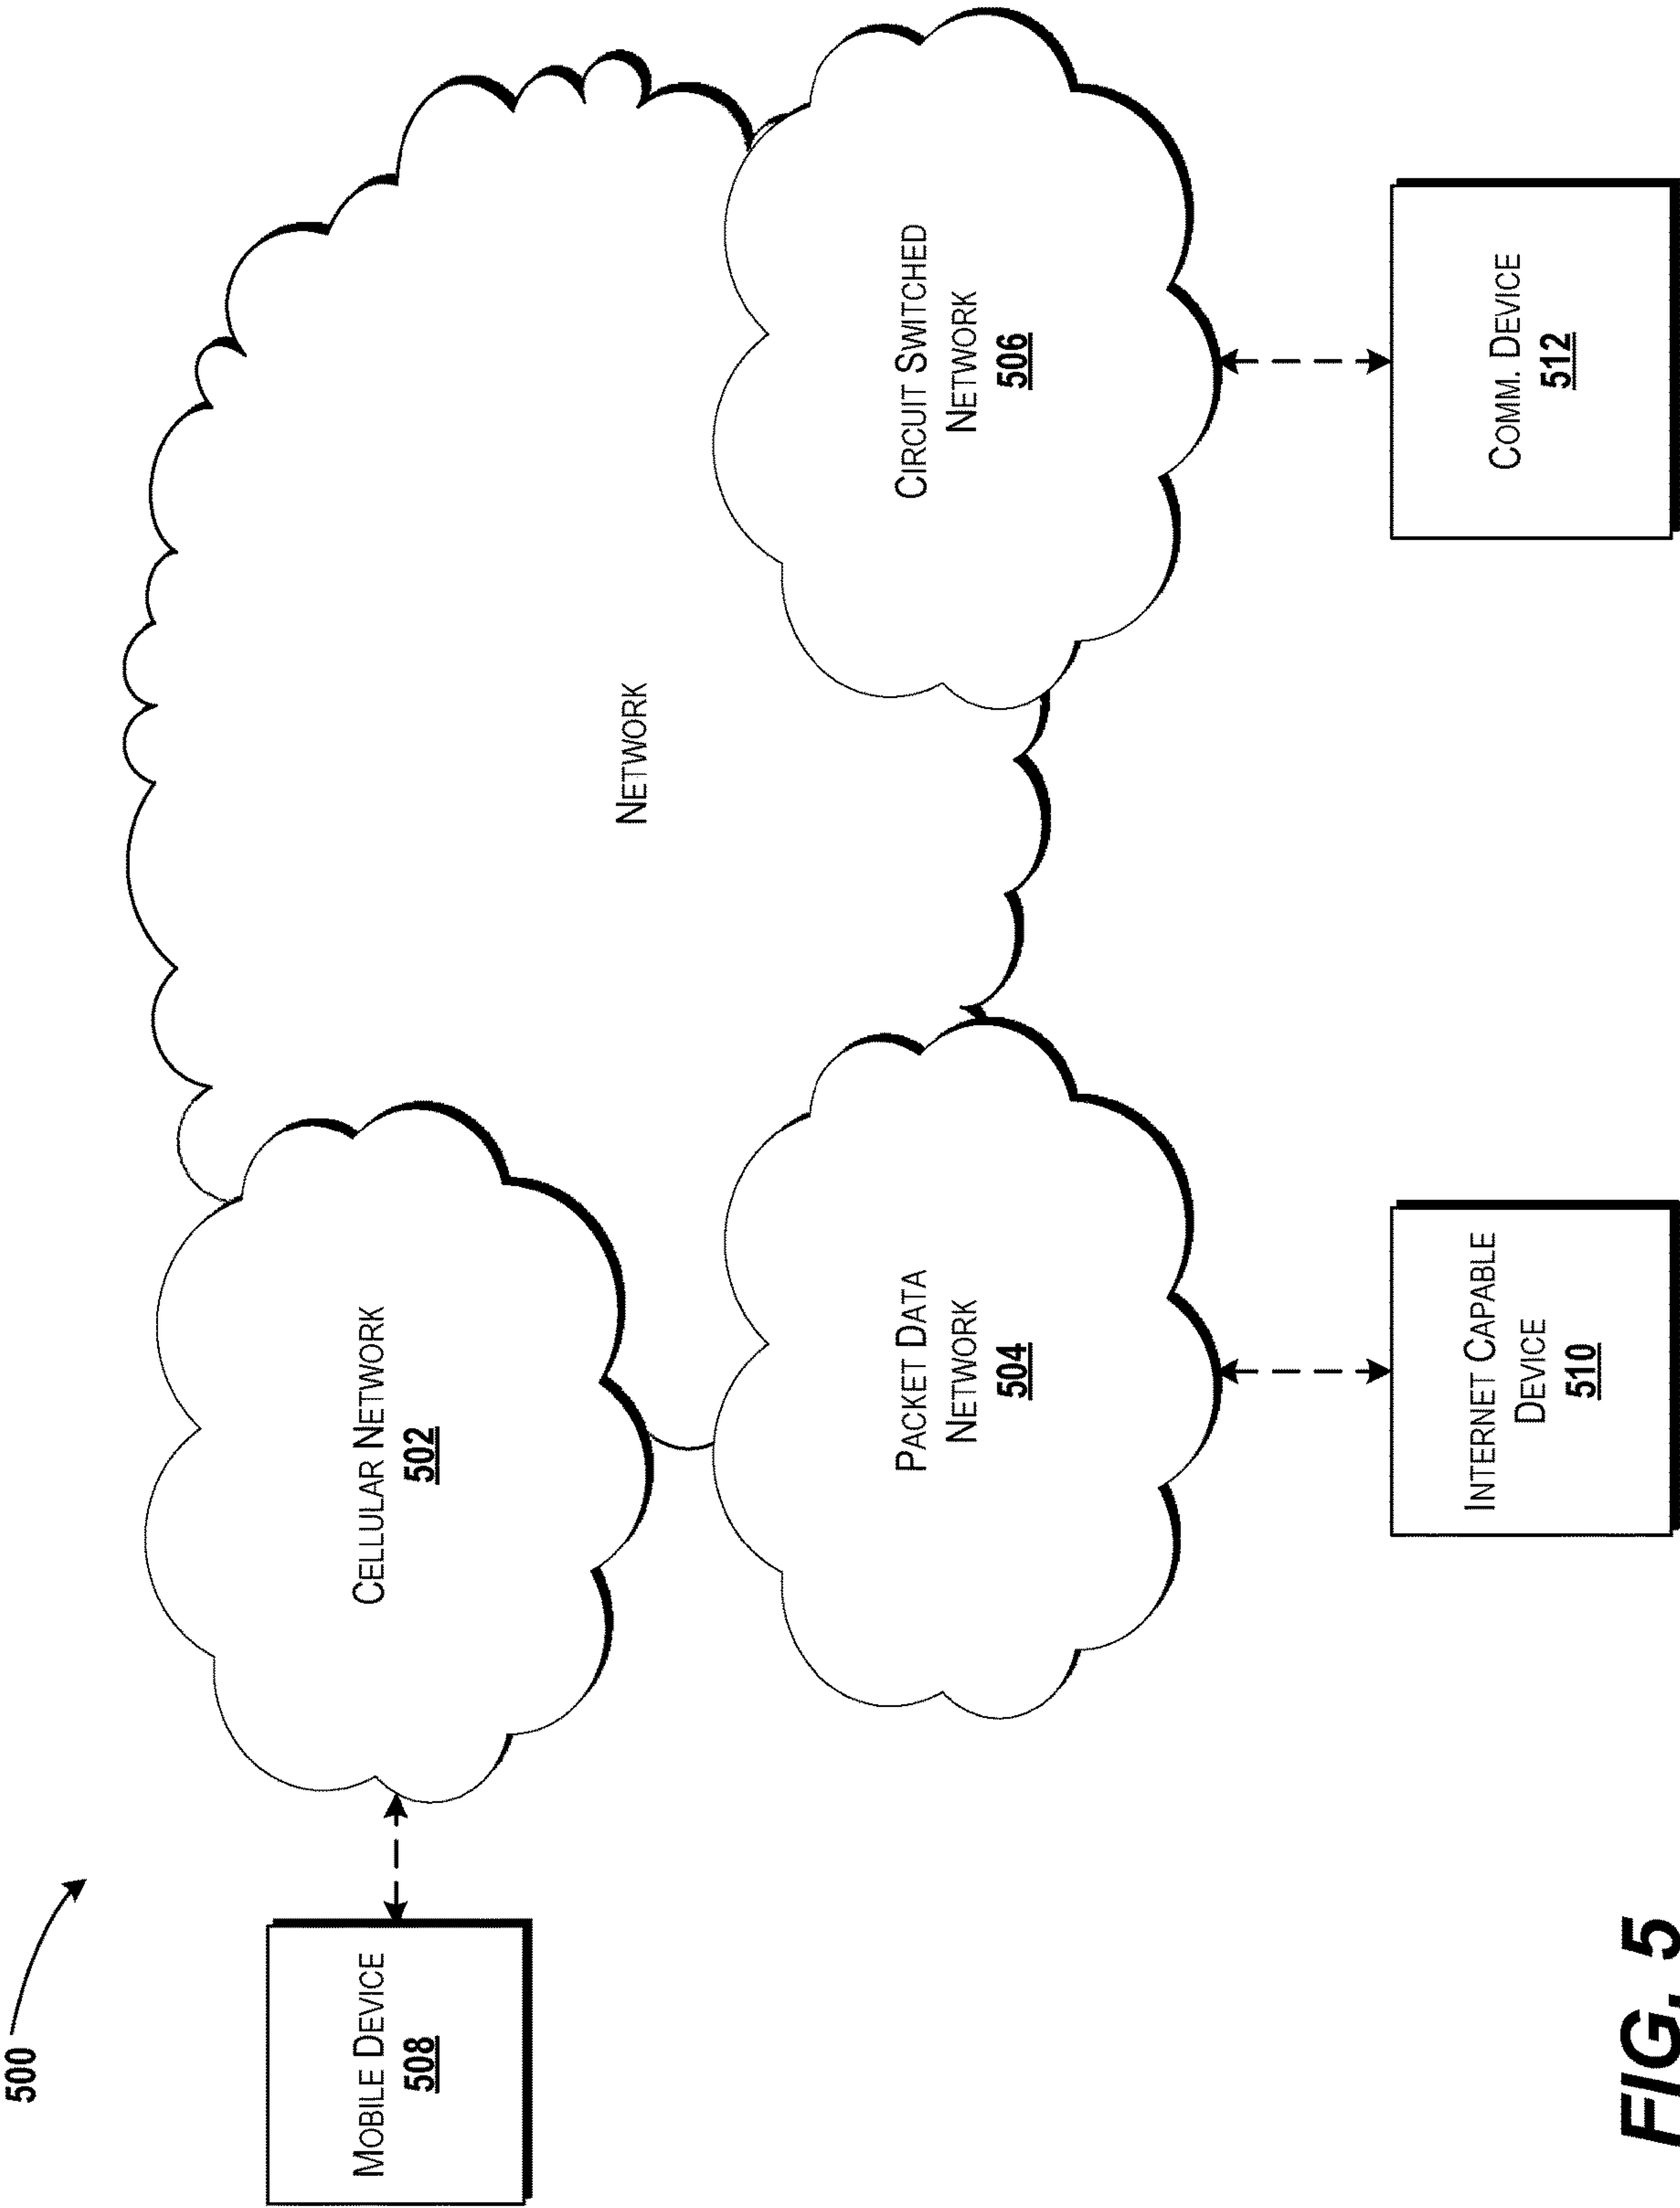 500
MOBILE DEVICE
508
CELLULAR NETWORK
502
NETWORK
PACKET DATA
NETWORK
504
CIRCUIT SWITCHED
NETWORK
506
INTERNET CAPABLE
DEVICE
510
COMM. DEVICE
512
FIG. 5